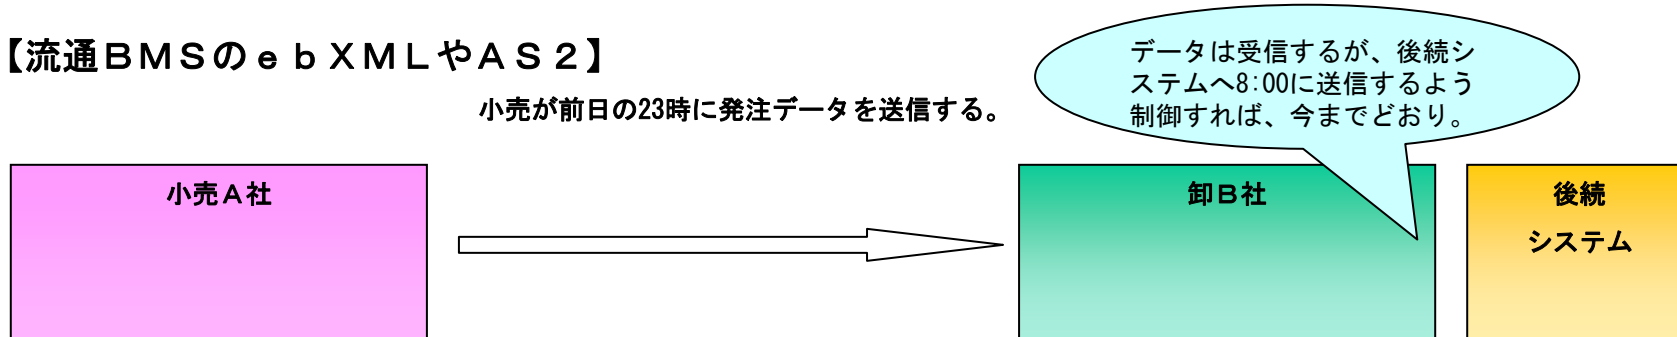 【流通ＢＭＳのｅｂＸＭＬやＡＳ２】
データは受信するが、後続シ
ステムへ8:00に送信するよう
制御すれば、今までどおり。
小売が前日の23時に発注データを送信する。
小売Ａ社
卸Ｂ社
後続
システム